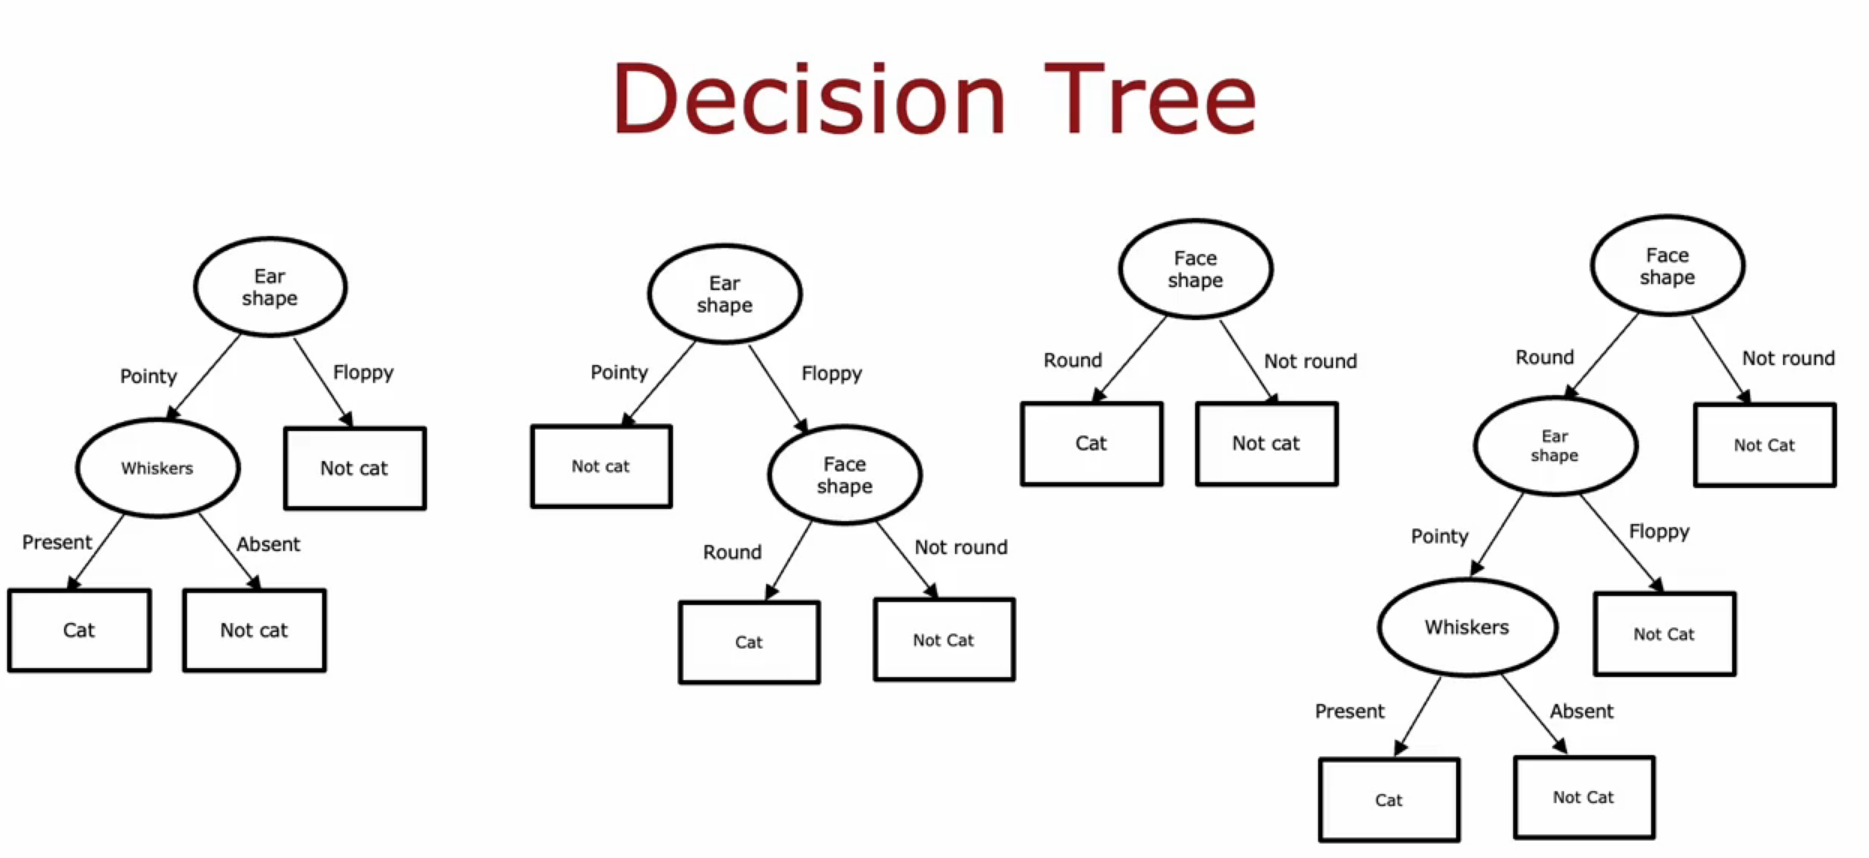 Decision Tree
Ear
shape
Pointy
Floppy
Whiskers
Not cat
Present
Absent
Cat
Not cat
Ear
shape
Pointy
Floppy
Not cat
Face
shape
Round
Not round
Cat
Not Cat
Face
shape
Round
Not round
Cat
Not cat
Face
shape
Round
Not round
Ear
shape
Not Cat
Pointy
Floppy
Whiskers
Not Cat
Present
Absent
Cat
Not Cat